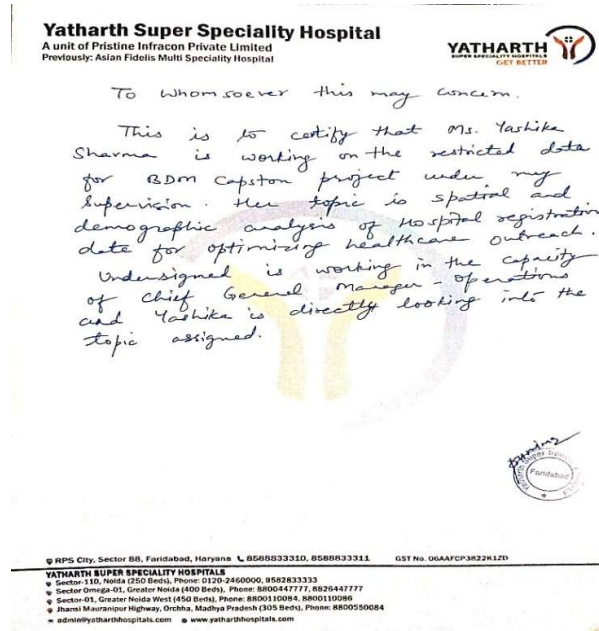 Yatharth Super Speciality Hospital
A unit of Pristine Infracon Private Limited
Previously: Asian Fidelis Multi Speciality Hospital
YATHARTH
SUPER SPECIALITY HOSPITALS
GET BETTER
To whomsoever this may concern.
This is to certify that Ms. Yashika
Sharma is working on the restricted data
for BDM Capston project under my
Supervision. Her topic is spatial and
demographic analysis of Hospital registration
data for optimizing healthcare outreach.
Undersigned is working in the capacity
of Chief General Manager - Operations
and Yashika is directly looking into the
topic assigned.
Yatharth Super
Faridabad
RPS City, Sector 88, Faridabad, Haryana 8588833310, 8588833311 GST No. 06AAFCP3822K1ZD
YATHARTH SUPER SPECIALITY HOSPITALS
Sector-110, Noida (250 Beds), Phone: 0120-2460000, 9582833333
Sector Omega-01, Greater Noida (400 Beds), Phone: 8800447777, 8826447777
Sector-01, Greater Noida West (450 Beds), Phone: 8800110084, 8800110086
Jhansi Mauranipur Highway, Orchha, Madhya Pradesh (305 Beds), Phone: 8800550084
admin@yatharthhospitals.com www.yatharthhospitals.com